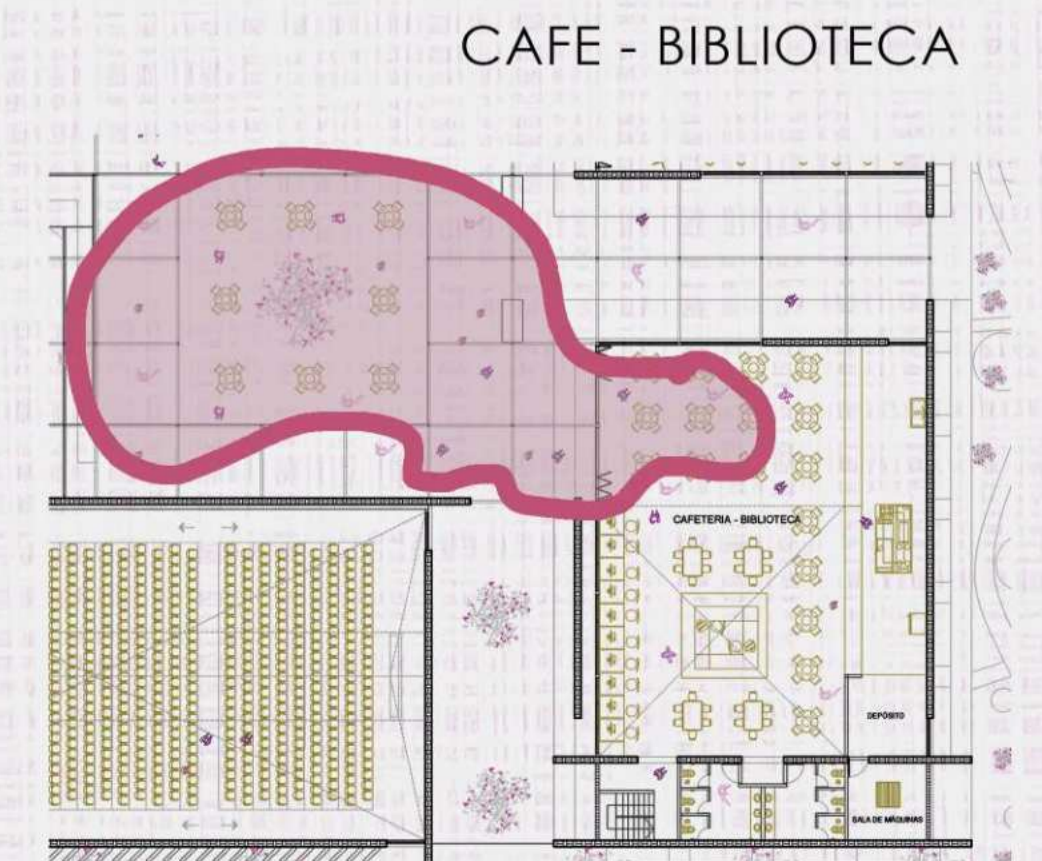 CAFE - BIBLIOTECA
CAFETERIA - BIBLIOTECA
DEPÓSITO
SALA DE MÁQUINAS